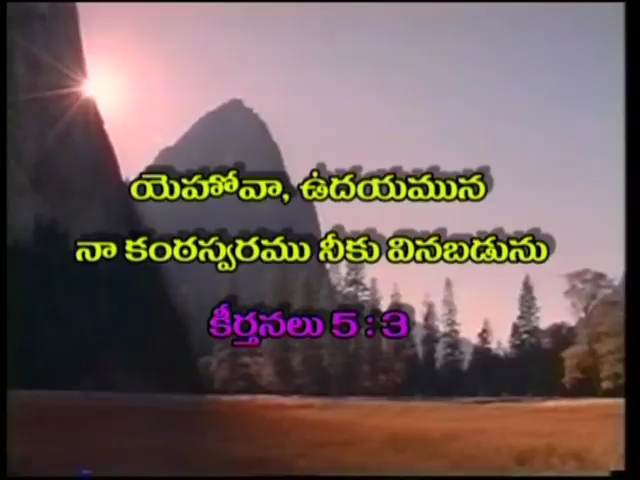 యెహోవా, ఉదయమున
నా కంఠస్వరము నీకు వినబడును
కీర్తనలు 5 : 3